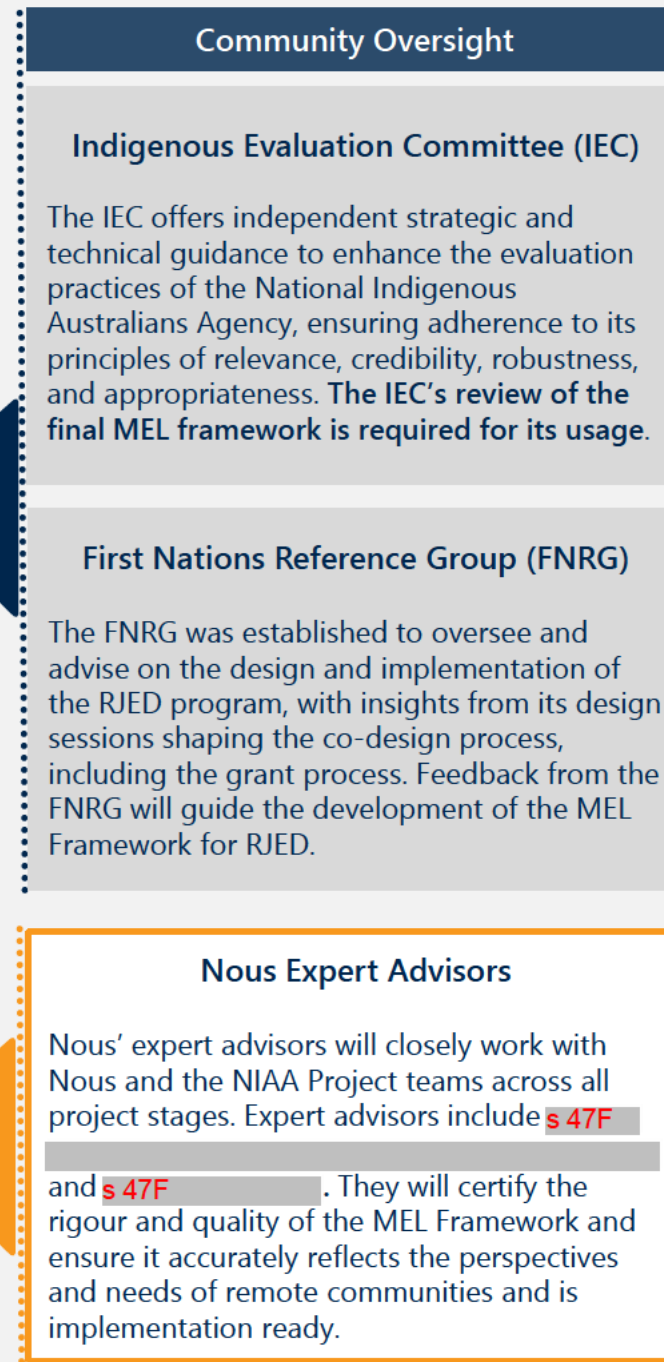 Community Oversight
Indigenous Evaluation Committee (IEC)
The IEC offers independent strategic and
technical guidance to enhance the evaluation
practices of the National Indigenous
Australians Agency, ensuring adherence to its
principles of relevance, credibility, robustness,
and appropriateness. The IEC’s review of the
final MEL framework is required for its usage.
First Nations Reference Group (FNRG)
The FNRG was established to oversee and
advise on the design and implementation of
the RJED program, with insights from its design
sessions shaping the co-design process,
including the grant process. Feedback from the
FNRG will guide the development of the MEL
Framework for RJED.
Nous Expert Advisors
Nous’ expert advisors will closely work with
Nous and the NIAA Project teams across all
project stages. Expert advisors include s 47F
and s 47F . They will certify the
rigour and quality of the MEL Framework and
ensure it accurately reflects the perspectives
and needs of remote communities and is
implementation ready.